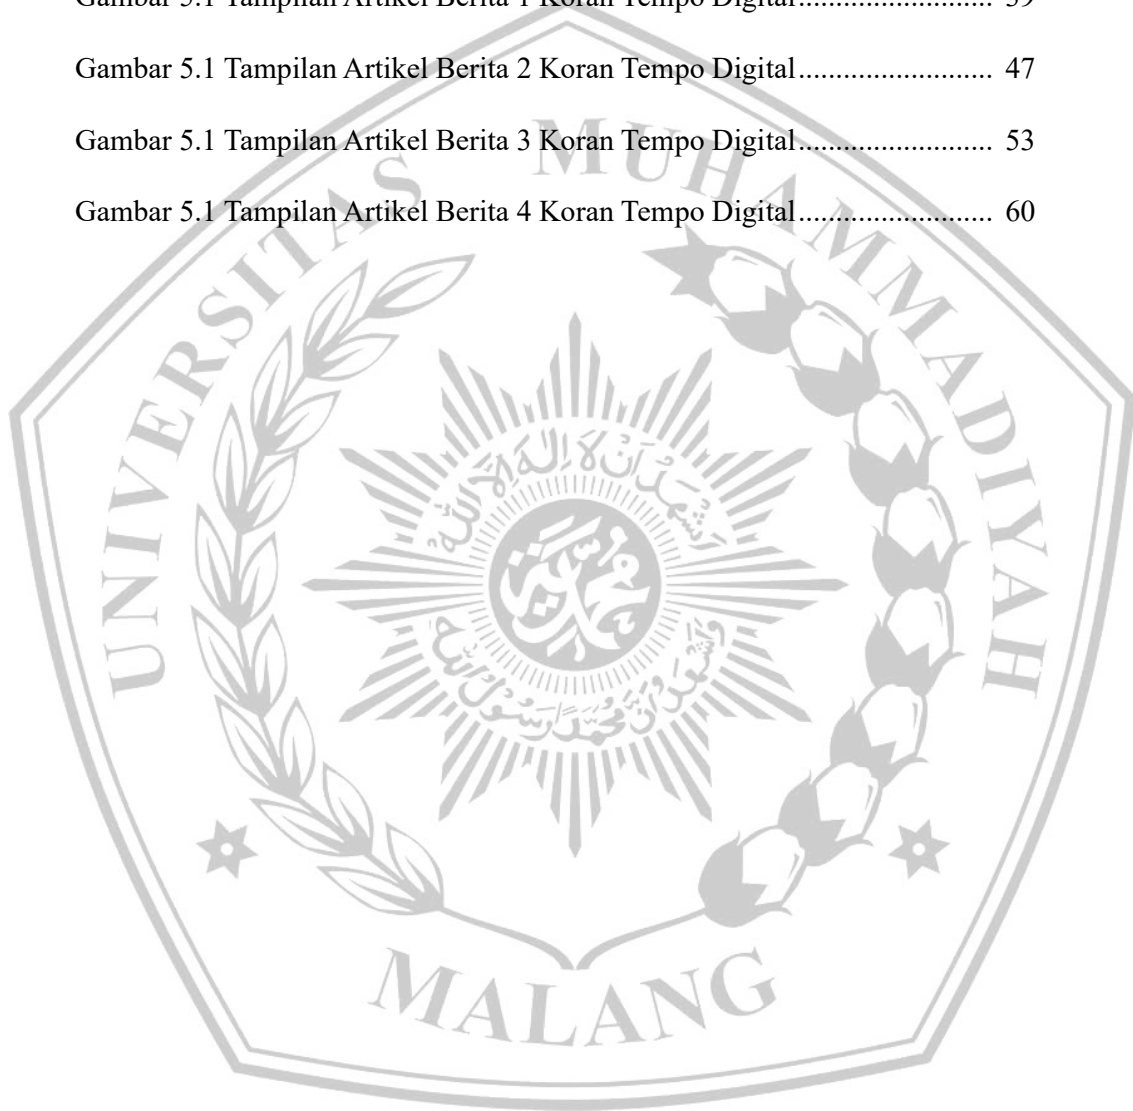 Gambar 5.1 Tampilan Artikel Berita 1 Koran Tempo Digital......................... 39
Gambar 5.1 Tampilan Artikel Berita 2 Koran Tempo Digital......................... 47
Gambar 5.1 Tampilan Artikel Berita 3 Koran Tempo Digital......................... 53
Gambar 5.1 Tampilan Artikel Berita 4 Koran Tempo Digital......................... 60
UNIVERSITAS MUHAMMADIYAH
MALANG